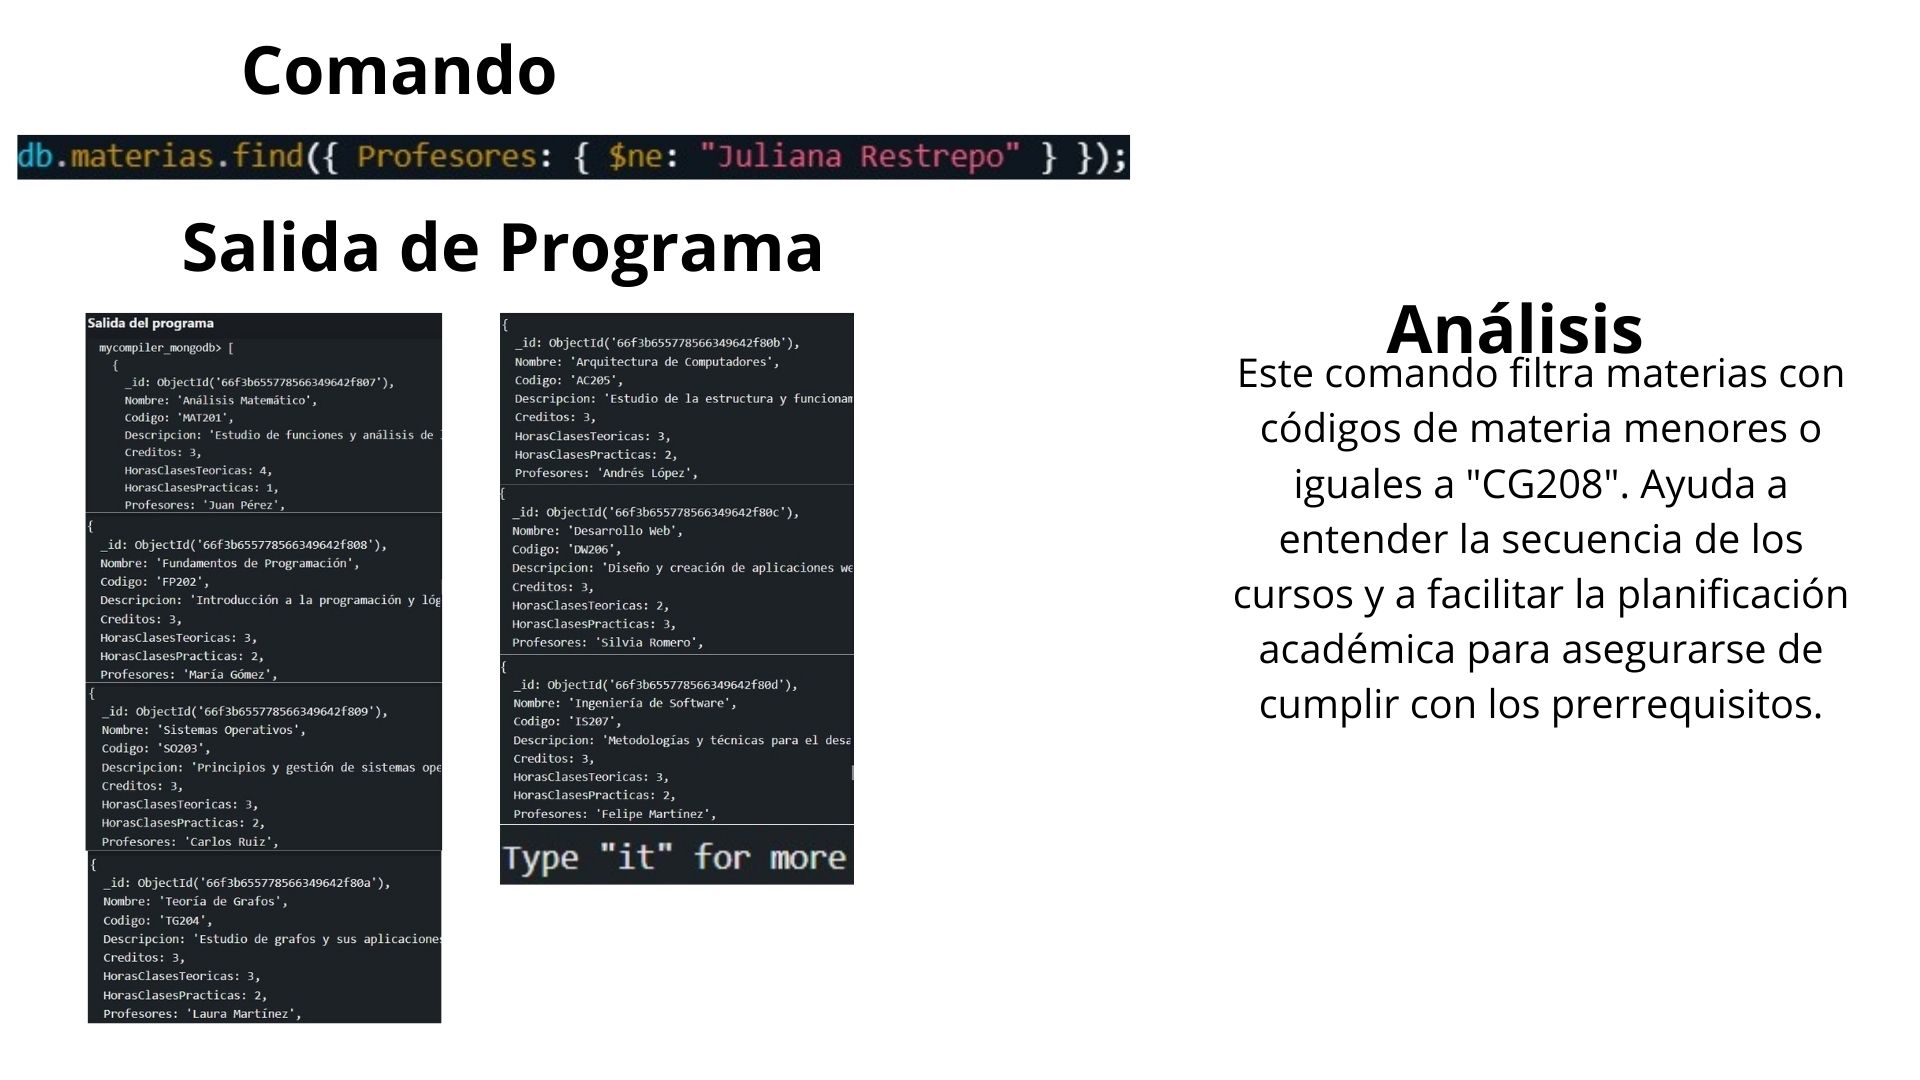 Comando
db.materias.find({ Profesores: { $ne: "Juliana Restrepo" } });
Salida de Programa
Salida del programa
mycompiler_mongodb> [
{
_id: ObjectId('66f3b655778566349642f807'),
Nombre: 'Análisis Matemático',
Codigo: 'MAT201',
Descripcion: 'Estudio de funciones y análisis de
Creditos: 3,
HorasClasesTeoricas: 4,
HorasClasesPracticas: 1,
Profesores: 'Juan Pérez',
{
_id: ObjectId('66f3b655778566349642f808'),
Nombre: 'Fundamentos de Programación',
Codigo: 'FP202',
Descripcion: 'Introducción a la programación y lóg
Creditos: 3,
HorasClasesTeoricas: 3,
HorasClasesPracticas: 2,
Profesores: 'María Gómez',
{
_id: ObjectId('66f3b655778566349642f809'),
Nombre: 'Sistemas Operativos',
Codigo: 'SO203',
Descripcion: 'Principios y gestión de sistemas ope
Creditos: 3,
HorasClasesTeoricas: 3,
HorasClasesPracticas: 2,
Profesores: 'Carlos Ruiz',
{
_id: ObjectId('66f3b655778566349642f80a'),
Nombre: 'Teoría de Grafos',
Codigo: 'TG204',
Descripcion: 'Estudio de grafos y sus aplicaciones
Creditos: 3,
HorasClasesTeoricas: 3,
HorasClasesPracticas: 2,
Profesores: 'Laura Martínez',
{
_id: ObjectId('66f3b655778566349642f80b'),
Nombre: 'Arquitectura de Computadores',
Codigo: 'AC205',
Descripcion: 'Estudio de la estructura y funcionam
Creditos: 3,
HorasClasesTeoricas: 3,
HorasClasesPracticas: 2,
Profesores: 'Andrés López',
{
_id: ObjectId('66f3b655778566349642f80c'),
Nombre: 'Desarrollo Web',
Codigo: 'DW206',
Descripcion: 'Diseño y creación de aplicaciones we
Creditos: 3,
HorasClasesTeoricas: 2,
HorasClasesPracticas: 3,
Profesores: 'Silvia Romero',
{
_id: ObjectId('66f3b655778566349642f80d'),
Nombre: 'Ingeniería de Software',
Codigo: 'IS207',
Descripcion: 'Metodologías y técnicas para el desa
Creditos: 3,
HorasClasesTeoricas: 3,
HorasClasesPracticas: 2,
Profesores: 'Felipe Martínez',
Type "it" for more
Análisis
Este comando filtra materias con
códigos de materia menores o
iguales a "CG208". Ayuda a
entender la secuencia de los
cursos y a facilitar la planificación
académica para asegurarse de
cumplir con los prerrequisitos.